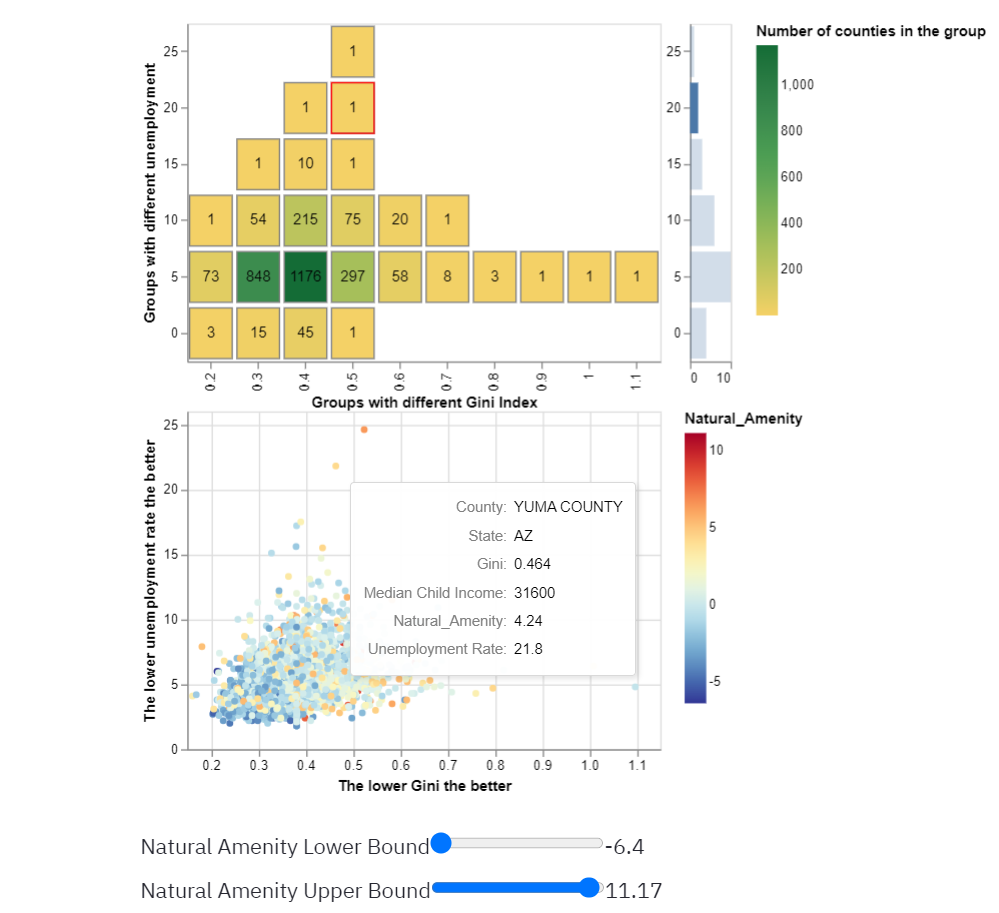 Groups with different unemployment
25
20
15
10
5
0
1
1 1
1 10 1
1 54 215 75 20 1
73 848 1176 297 58 8 3 1 1 1
3 15 45 1
0.2 0.3 0.4 0.5 0.6 0.7 0.8 0.9 1 1.1
Groups with different Gini Index
25
20
15
10
5
0
0 10
Number of counties in the group
1,000
800
600
400
200
The lower unemployment rate the better
25
20
15
10
5
0
0.2 0.3 0.4 0.5 0.6 0.7 0.8 0.9 1.0 1.1
The lower Gini the better
County: YUMA COUNTY
State: AZ
Gini: 0.464
Median Child Income: 31600
Natural_Amenity: 4.24
Unemployment Rate: 21.8
Natural_Amenity
10
5
0
-5
Natural Amenity Lower Bound -6.4
Natural Amenity Upper Bound 11.17